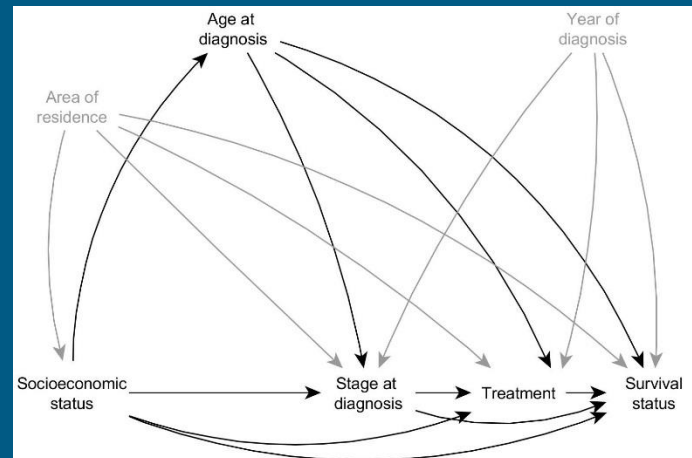 Age at
diagnosis
Year of
diagnosis
Area of
residence
Socioeconomic
status
Stage at
diagnosis
Treatment
Survival
status